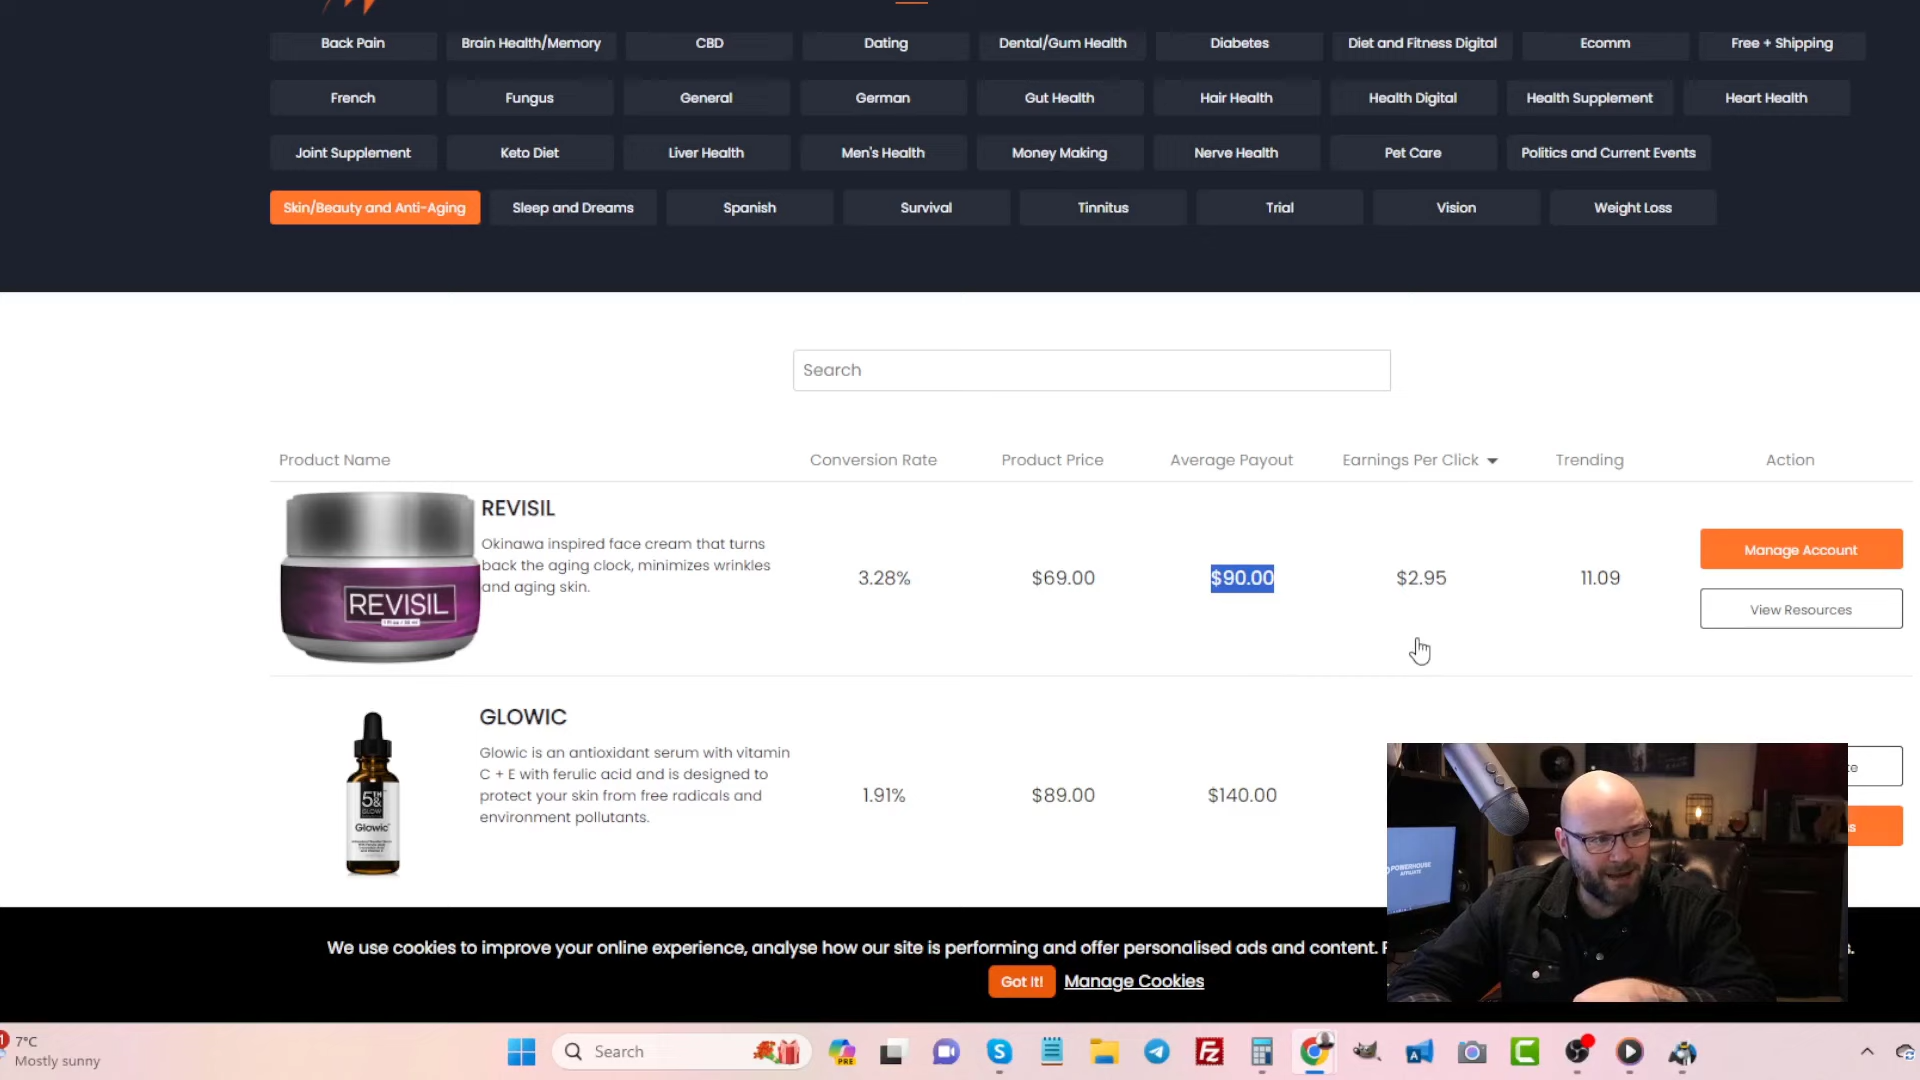 Back Pain
Brain Health/Memory
CBD
Dating
Dental/Gum Health
Diabetes
Diet and Fitness Digital
Ecomm
Free + Shipping
French
Fungus
General
German
Gut Health
Hair Health
Health Digital
Health Supplement
Heart Health
Joint Supplement
Keto Diet
Liver Health
Men's Health
Money Making
Nerve Health
Pet Care
Politics and Current Events
Skin/Beauty and Anti-Aging
Sleep and Dreams
Spanish
Survival
Tinnitus
Trial
Vision
Weight Loss
Search
Product Name
Conversion Rate
Product Price
Average Payout
Earnings Per Click
Trending
Action
REVISIL
REVISIL
Okinawa inspired face cream that turns
back the aging clock, minimizes wrinkles
and aging skin.
3.28%
$69.00
$90.00
$2.95
11.09
Manage Account
View Resources
5TH
&
GLOW
Glowic
GLOWIC
Glowic is an antioxidant serum with vitamin
C + E with ferulic acid and is designed to
protect your skin from free radicals and
environment pollutants.
1.91%
$89.00
$140.00
POWERHOUSE
AFFILIATE
We use cookies to improve your online experience, analyse how our site is performing and offer personalised ads and content.
Got It!
Manage Cookies
7°C
Mostly sunny
Search
PRE